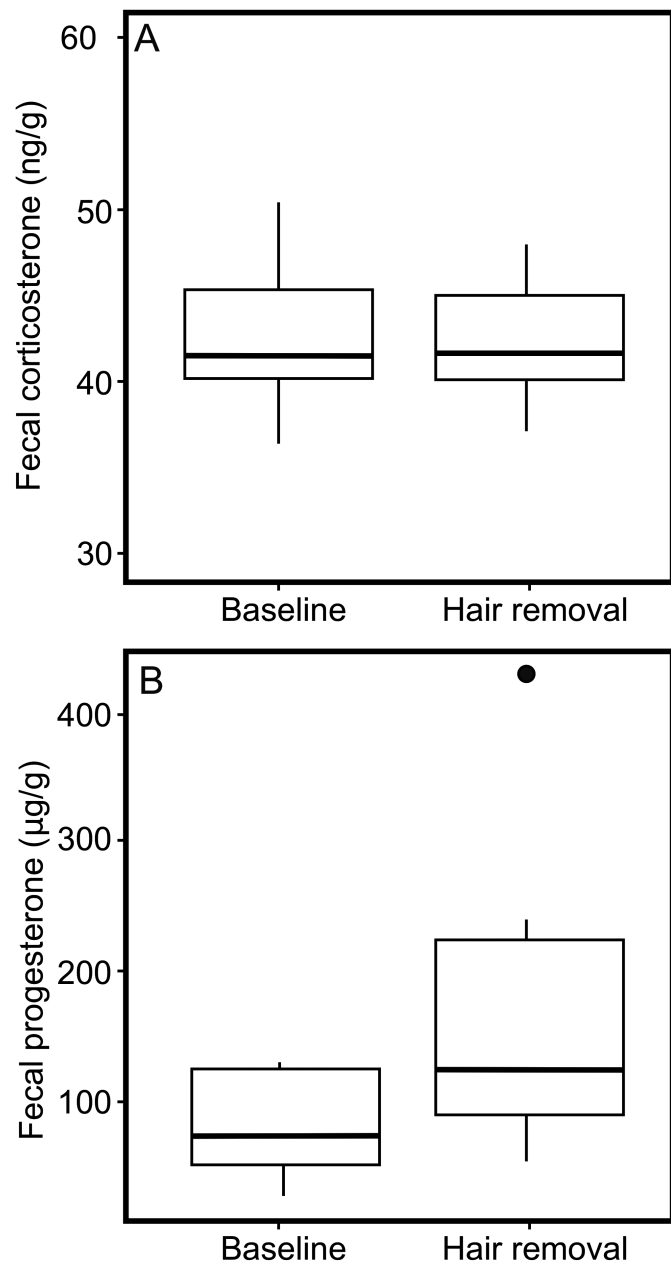 A
Fecal corticosterone (ng/g)
60
50
40
30
Baseline Hair removal
B
Fecal progesterone (µg/g)
400
300
200
100
Baseline Hair removal